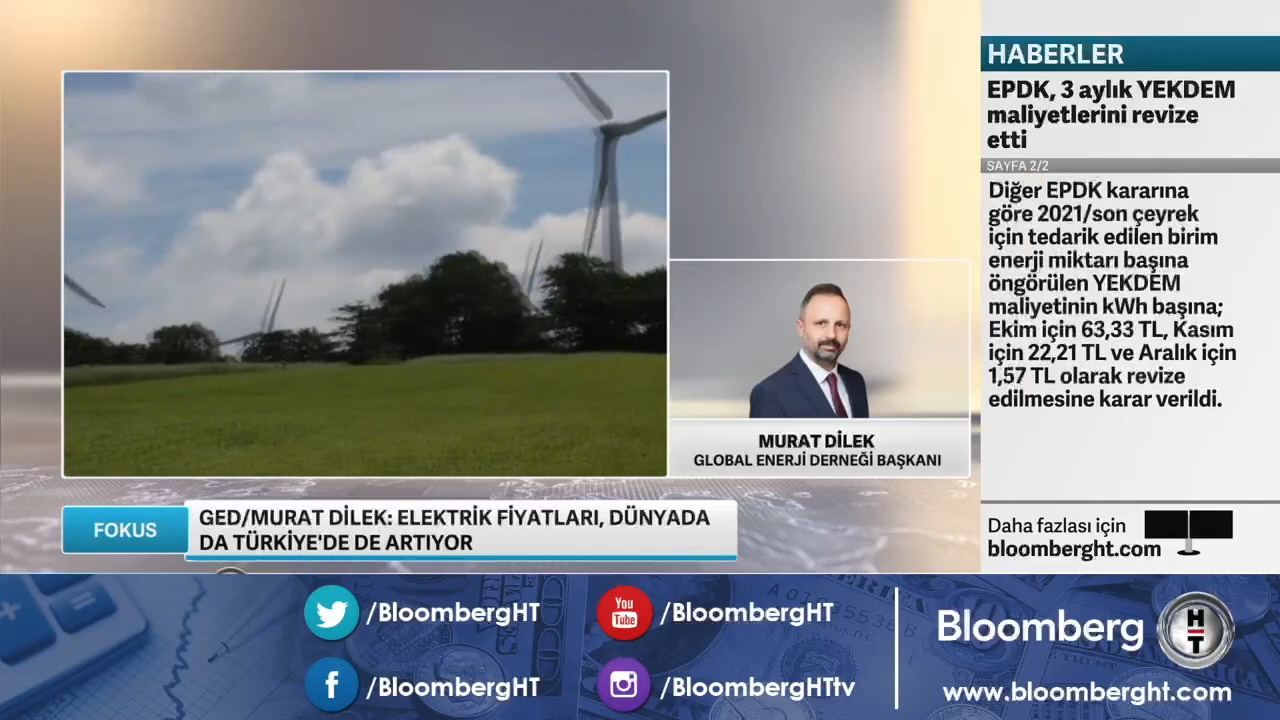 HABERLER
EPDK, 3 aylık YEKDEM
maliyetlerini revize
etti
SAYFA 2/2
Diğer EPDK kararına
göre 2021/son çeyrek
için tedarik edilen birim
enerji miktarı başına
öngörülen YEKDEM
maliyetinin kWh başına;
Ekim için 63,33 TL, Kasım
için 22,21 TL ve Aralık için
1,57 TL olarak revize
edilmesine karar verildi.
MURAT DİLEK
GLOBAL ENERJİ DERNEĞİ BAŞKANI
FOKUS
GED/MURAT DİLEK: ELEKTRİK FİYATLARI, DÜNYADA
DA TÜRKİYE'DE DE ARTIYOR
Daha fazlası için
bloomberght.com
/BloombergHT
You
Tube
/BloombergHT
/BloombergHT
/BloombergHTtv
Bloomberg HT
www.bloomberght.com